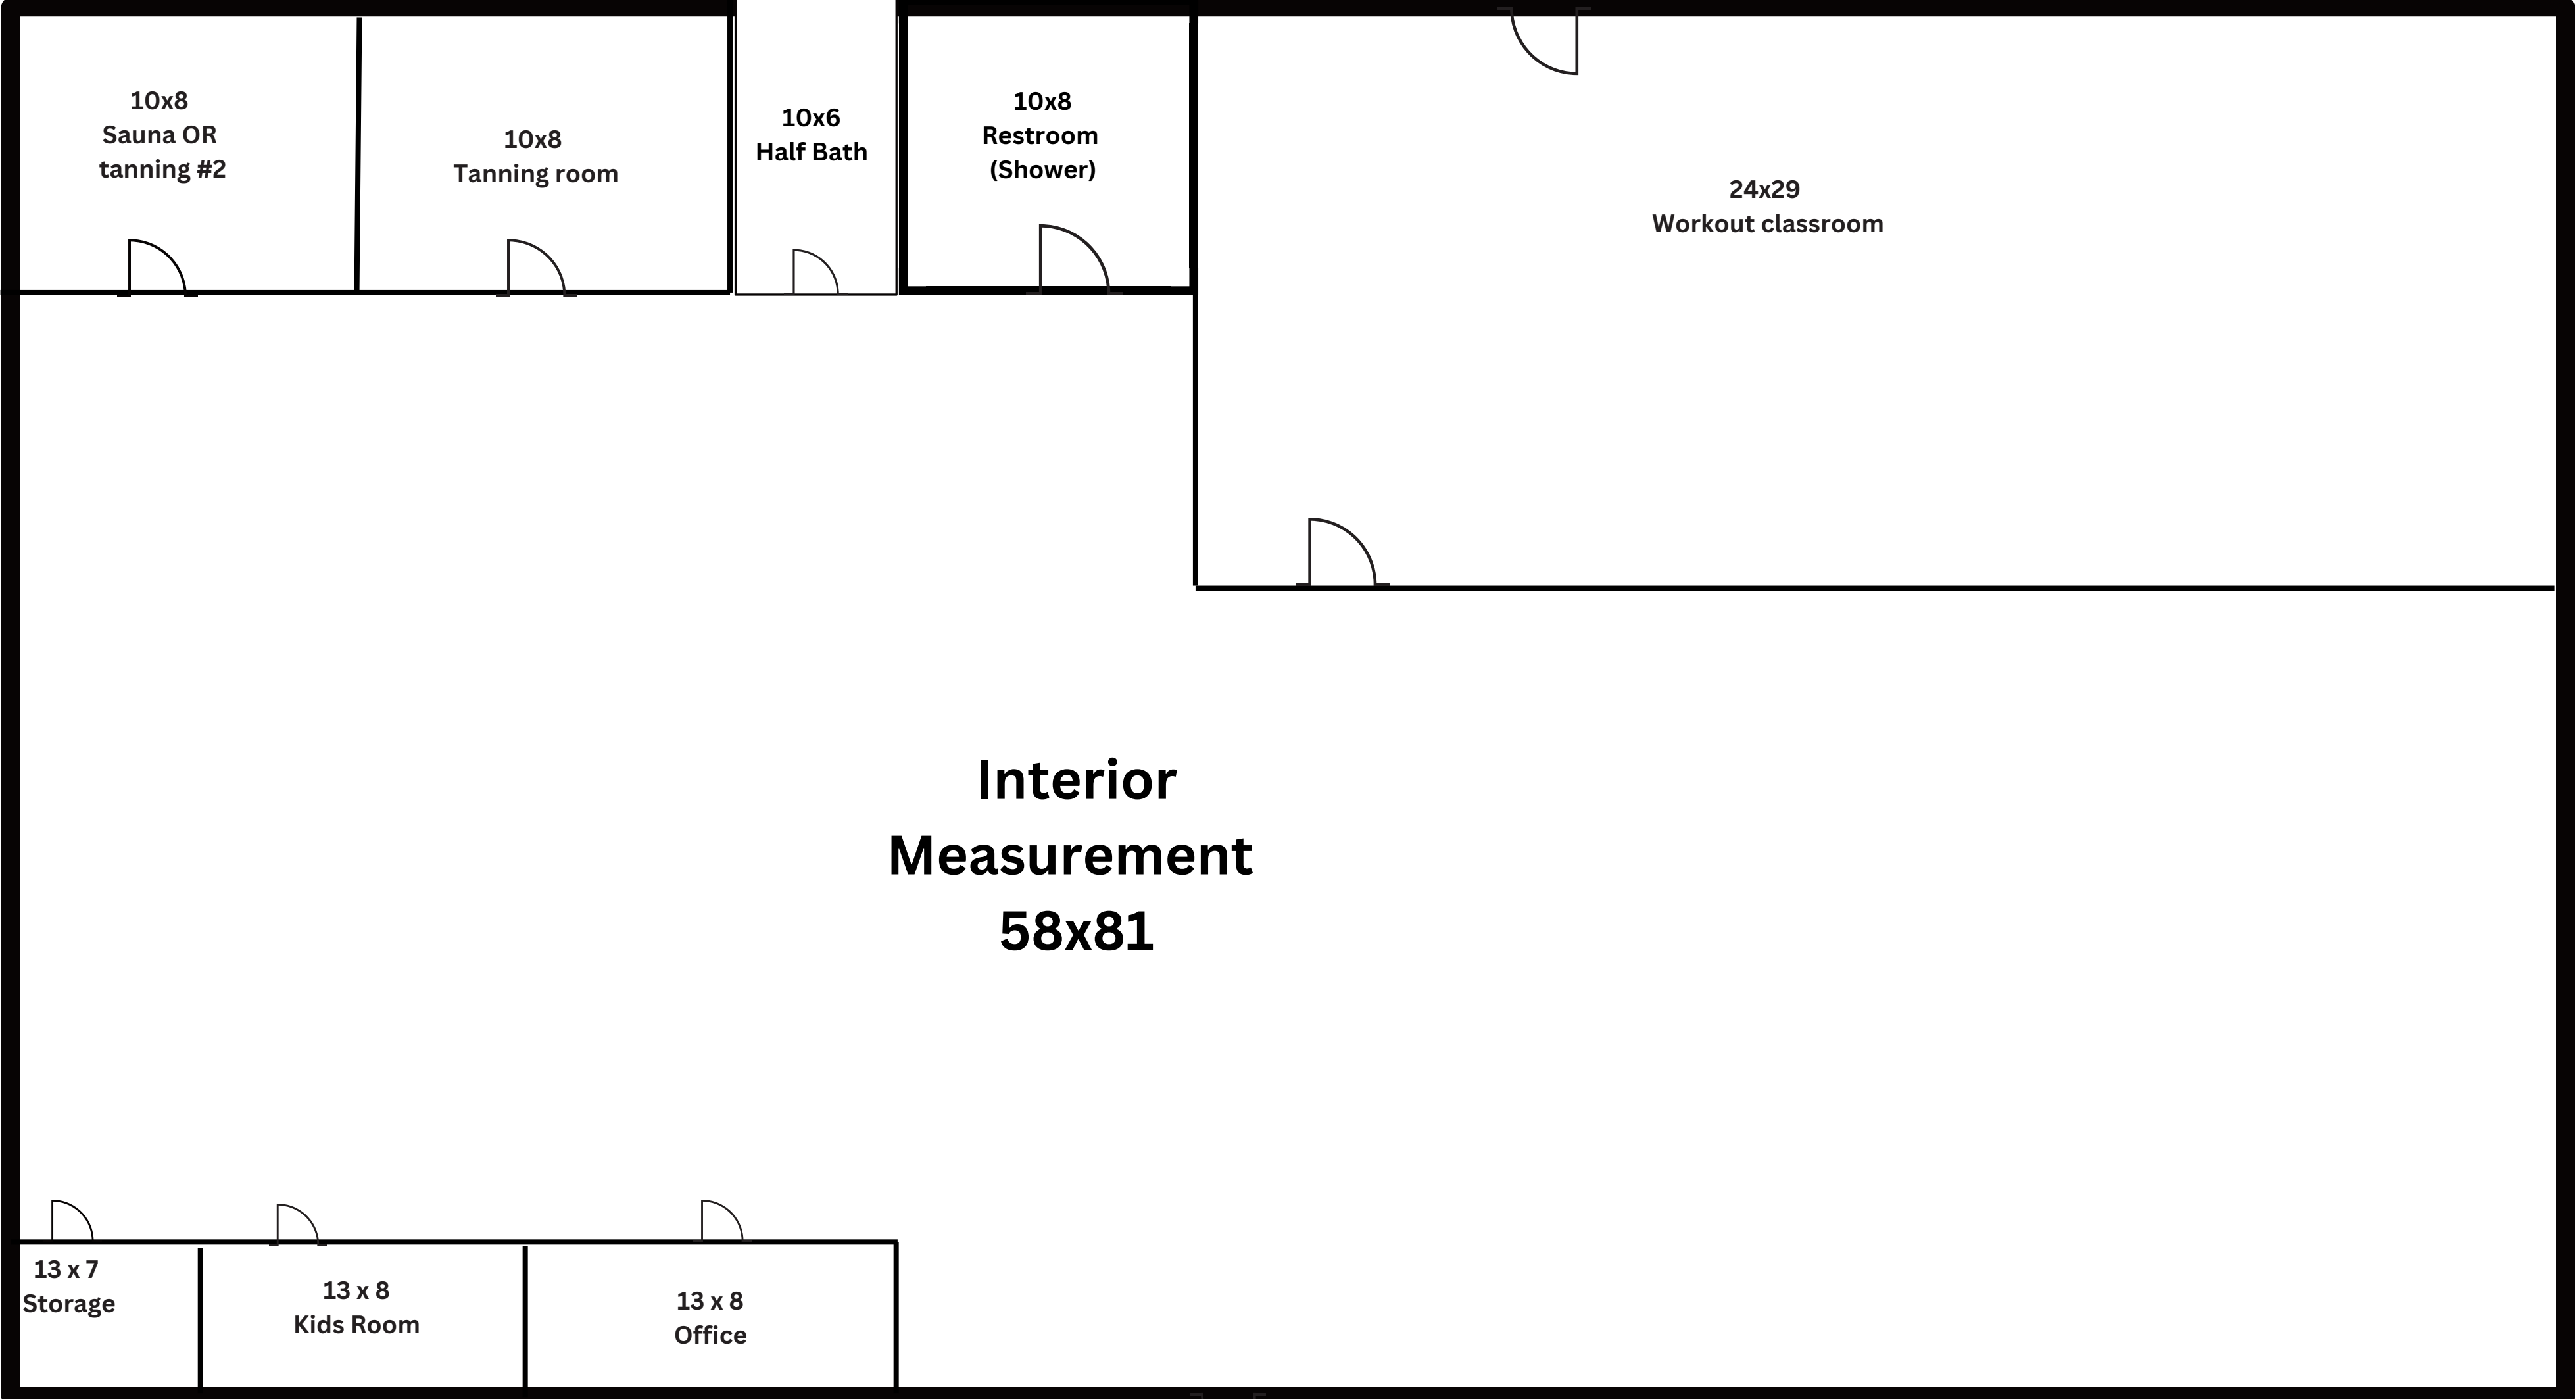 10x8
Sauna OR
tanning #2
10x8
Tanning room
10x6
Half Bath
10x8
Restroom
(Shower)
24x29
Workout classroom
Interior
Measurement
58x81
13 x 7
Storage
13 x 8
Kids Room
13 x 8
Office